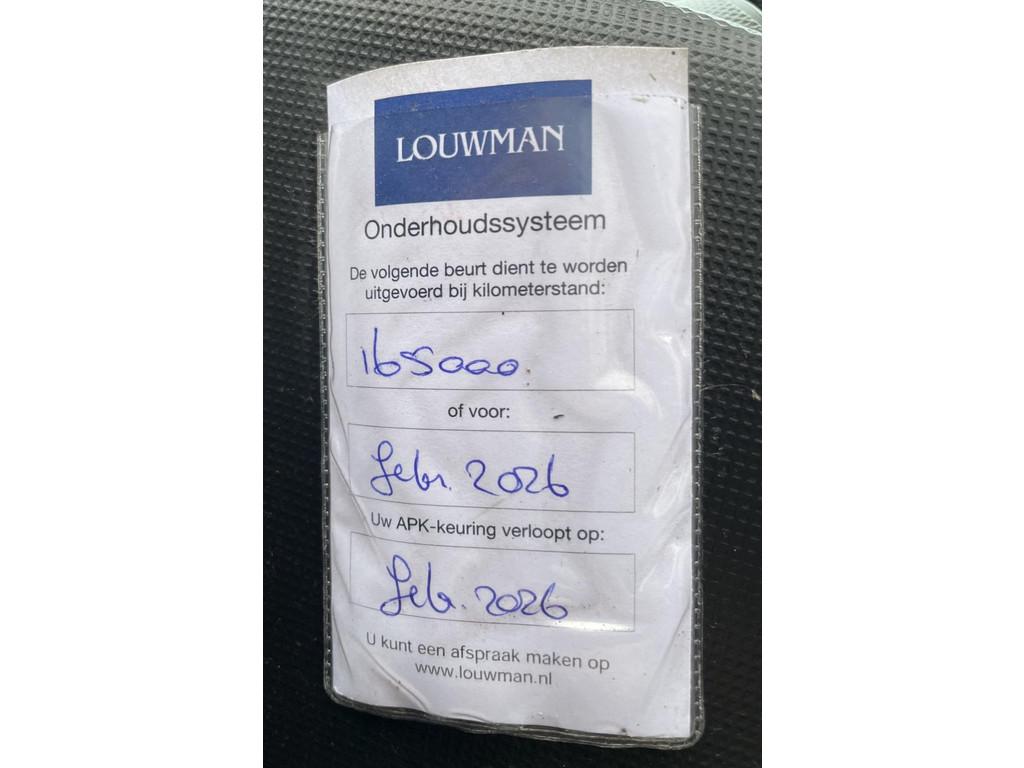 LOUWMAN
Onderhoudssysteem
De volgende beurt dient te worden
uitgevoerd bij kilometerstand:
165000.
of voor:
febr. 2026
Uw APK-keuring verloopt op:
feb. 2026
U kunt een afspraak maken op
www.louwman.nl